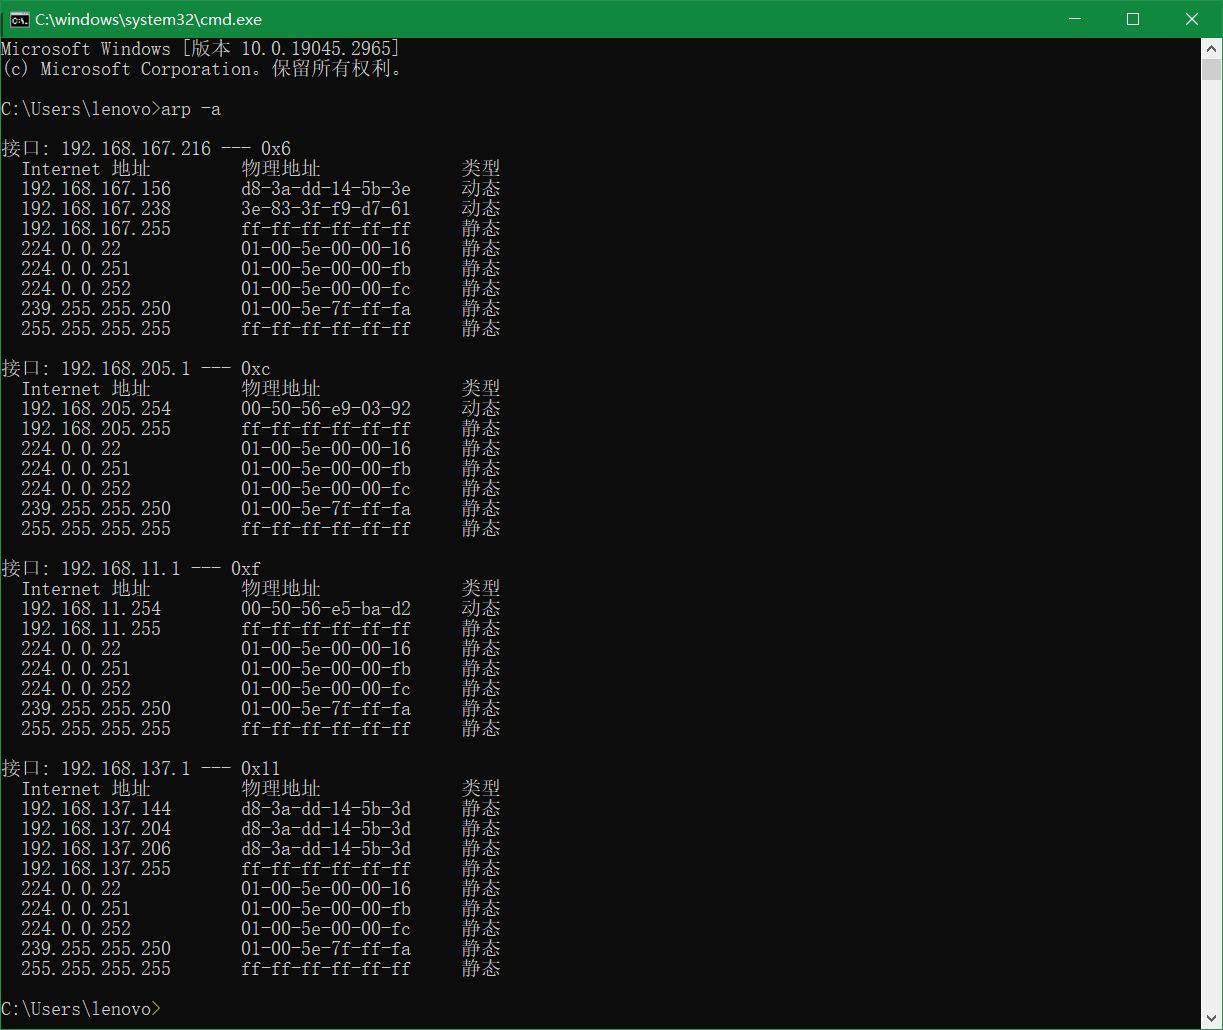 C:\windows\system32\cmd.exe
Microsoft Windows [版本 10.0.19045.2965]
(c) Microsoft Corporation。保留所有权利。
C:\Users\lenovo>arp -a
接口: 192.168.167.216 --- 0x6
Internet 地址 物理地址 类型
192.168.167.156 d8-3a-dd-14-5b-3e 动态
192.168.167.238 3e-83-3f-f9-d7-61 动态
192.168.167.255 ff-ff-ff-ff-ff-ff 静态
224.0.0.22 01-00-5e-00-00-16 静态
224.0.0.251 01-00-5e-00-00-fb 静态
224.0.0.252 01-00-5e-00-00-fc 静态
239.255.255.250 01-00-5e-7f-ff-fa 静态
255.255.255.255 ff-ff-ff-ff-ff-ff 静态
接口: 192.168.205.1 --- 0xc
Internet 地址 物理地址 类型
192.168.205.254 00-50-56-e9-03-92 动态
192.168.205.255 ff-ff-ff-ff-ff-ff 静态
224.0.0.22 01-00-5e-00-00-16 静态
224.0.0.251 01-00-5e-00-00-fb 静态
224.0.0.252 01-00-5e-00-00-fc 静态
239.255.255.250 01-00-5e-7f-ff-fa 静态
255.255.255.255 ff-ff-ff-ff-ff-ff 静态
接口: 192.168.11.1 --- 0xf
Internet 地址 物理地址 类型
192.168.11.254 00-50-56-e5-ba-d2 动态
192.168.11.255 ff-ff-ff-ff-ff-ff 静态
224.0.0.22 01-00-5e-00-00-16 静态
224.0.0.251 01-00-5e-00-00-fb 静态
224.0.0.252 01-00-5e-00-00-fc 静态
239.255.255.250 01-00-5e-7f-ff-fa 静态
255.255.255.255 ff-ff-ff-ff-ff-ff 静态
接口: 192.168.137.1 --- 0x11
Internet 地址 物理地址 类型
192.168.137.144 d8-3a-dd-14-5b-3d 静态
192.168.137.204 d8-3a-dd-14-5b-3d 静态
192.168.137.206 d8-3a-dd-14-5b-3d 静态
192.168.137.255 ff-ff-ff-ff-ff-ff 静态
224.0.0.22 01-00-5e-00-00-16 静态
224.0.0.251 01-00-5e-00-00-fb 静态
224.0.0.252 01-00-5e-00-00-fc 静态
239.255.255.250 01-00-5e-7f-ff-fa 静态
255.255.255.255 ff-ff-ff-ff-ff-ff 静态
C:\Users\lenovo>